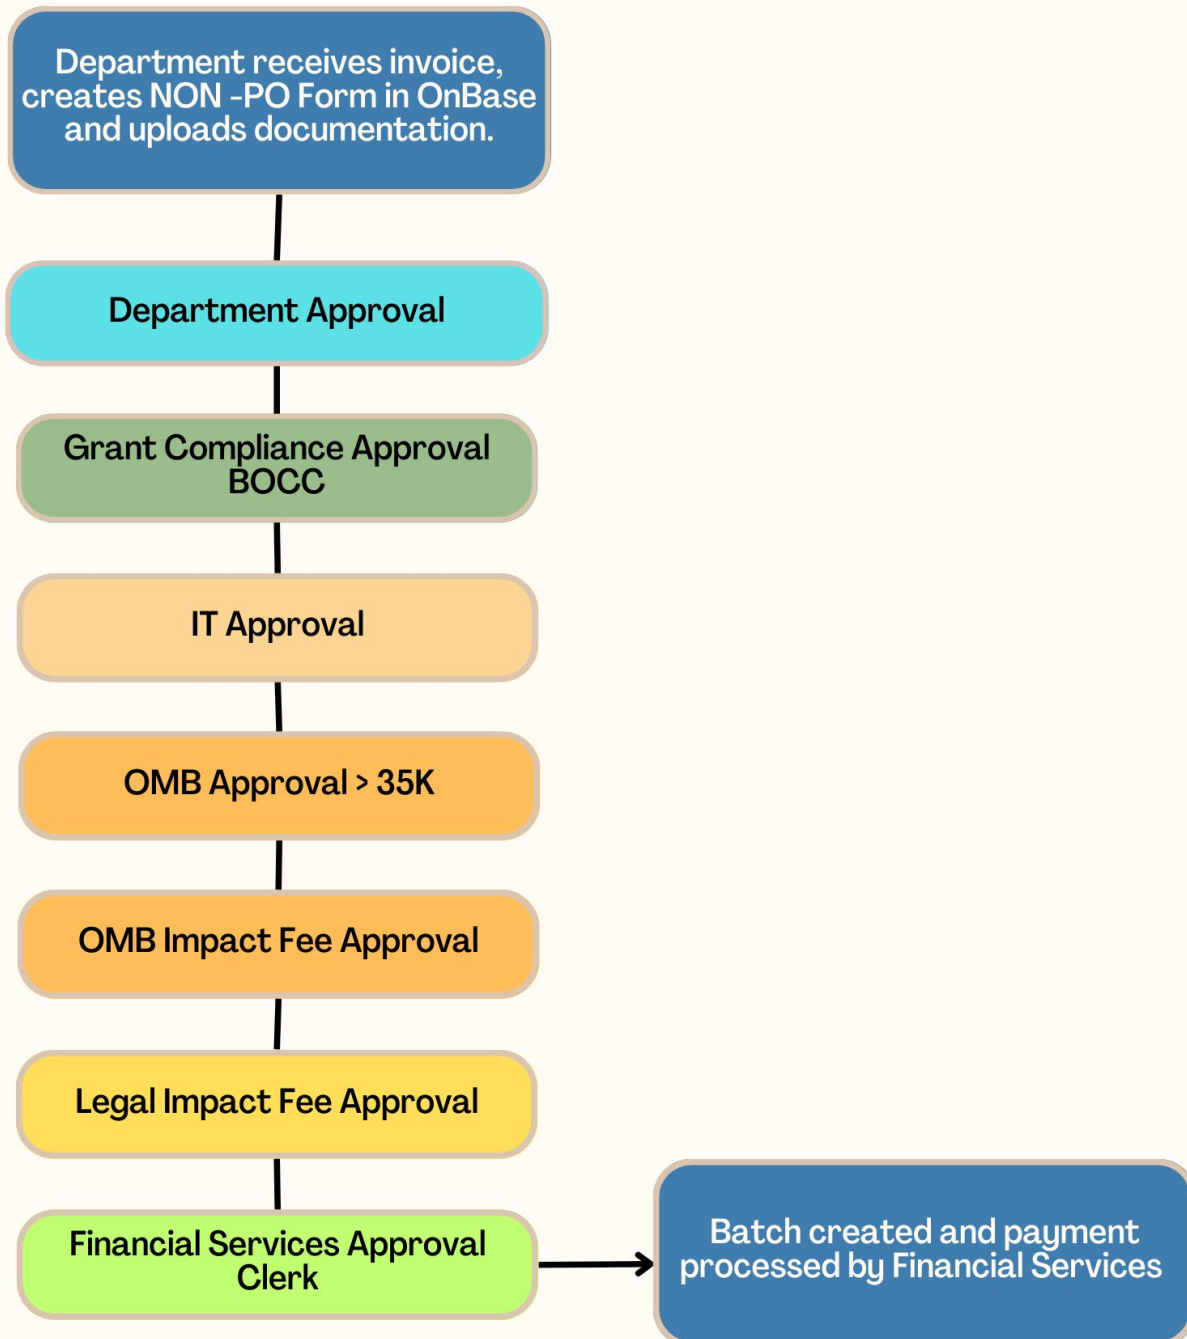 Department receives invoice,
creates NON -PO Form in OnBase
and uploads documentation.
Department Approval
Grant Compliance Approval
BOCC
IT Approval
OMB Approval > 35K
OMB Impact Fee Approval
Legal Impact Fee Approval
Financial Services Approval
Clerk
Batch created and payment
processed by Financial Services